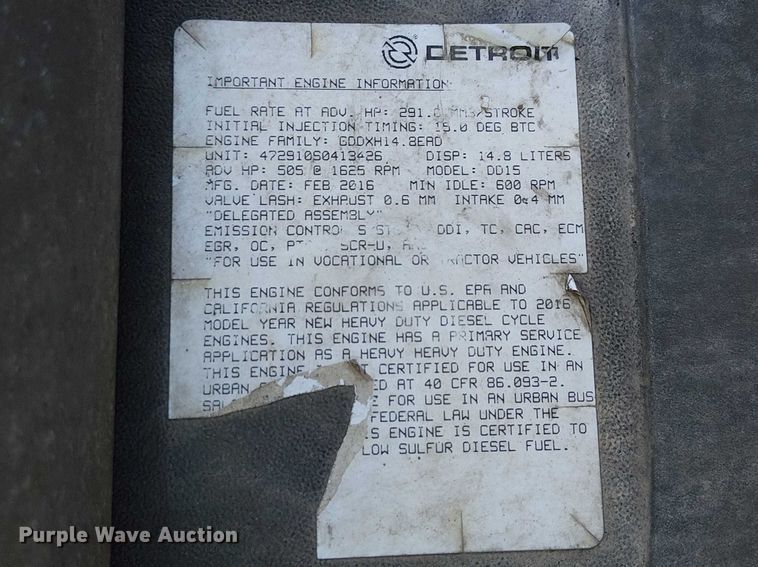 DETROIT
IMPORTANT ENGINE INFORMATION
FUEL RATE AT ADV. HP: 291. MM3/STROKE
INITIAL INJECTION TIMING: 15.0 DEG BTC
ENGINE FAMILY: GDDXH14.8EAD
UNIT: 472910S0413426 DISP: 14.8 LITERS
ADV HP: 505 @ 1625 RPM MODEL: DD15
MFG. DATE: FEB 2016 MIN IDLE: 600 RPM
VALVE LASH: EXHAUST 0.6 MM INTAKE 0.4 MM
"DELEGATED ASSEMBLY"
EMISSION CONTROL DDI, TC, CAC, ECM
EGR, OC, SCR-U,
"FOR USE IN VOCATIONAL OR TRACTOR VEHICLES"
THIS ENGINE CONFORMS TO U.S. EPA AND
CALIFORNIA REGULATIONS APPLICABLE TO 2016
MODEL YEAR NEW HEAVY DUTY DIESEL CYCLE
ENGINES. THIS ENGINE HAS A PRIMARY SERVICE
APPLICATION AS A HEAVY HEAVY DUTY ENGINE.
THIS ENGINE CERTIFIED FOR USE IN AN
URBAN AT 40 CFR 86.093-2.
FOR USE IN AN URBAN BUS
FEDERAL LAW UNDER THE
ENGINE IS CERTIFIED TO
LOW SULFUR DIESEL FUEL.
Purple Wave Auction